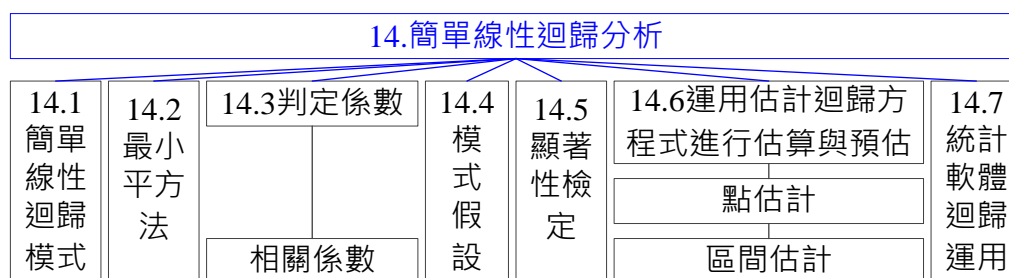 14.簡單線性迴歸分析
14.1
簡單
線性
迴歸
模式
14.2
最小
平方
法
14.3判定係數
相關係數
14.4
模
式
假
設
14.5
顯著
性檢
定
14.6運用估計迴歸方
程式進行估算與預估
點估計
區間估計
14.7
統計
軟體
迴歸
運用